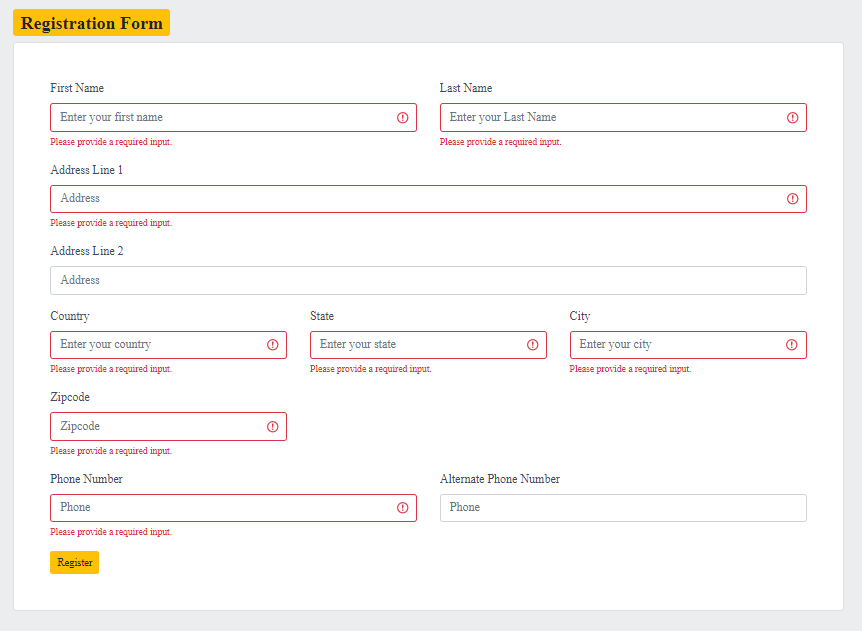 Registration Form
First Name Last Name
Enter your first name Enter your Last Name
Please provide a required input. Please provide a required input.
Address Line 1
Address
Please provide a required input.
Address Line 2
Address
Country State City
Enter your country Enter your state Enter your city
Please provide a required input. Please provide a required input. Please provide a required input.
Zipcode
Zipcode
Please provide a required input.
Phone Number Alternate Phone Number
Phone Phone
Please provide a required input.
Register